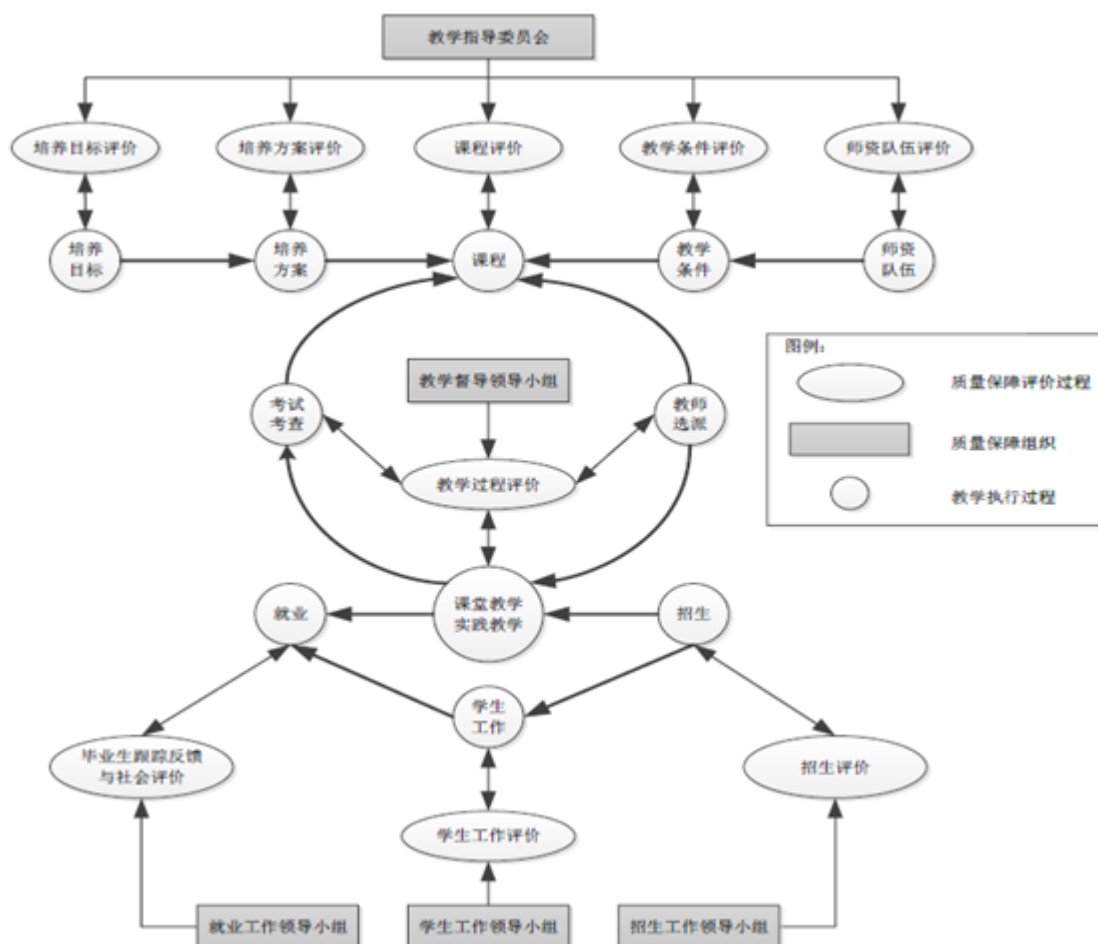 教学指导委员会
培养目标评价
培养方案评价
课程评价
教学条件评价
师资队伍评价
培养
目标
培养
方案
课程
教学
条件
师资
队伍
图例：
质量保障评价过程
质量保障组织
教学执行过程
教学督导领导小组
考试
考查
教师
选派
教学过程评价
就业
课堂教学
实践教学
招生
学生
工作
毕业生跟踪反馈
与社会评价
招生评价
学生工作评价
就业工作领导小组
学生工作领导小组
招生工作领导小组